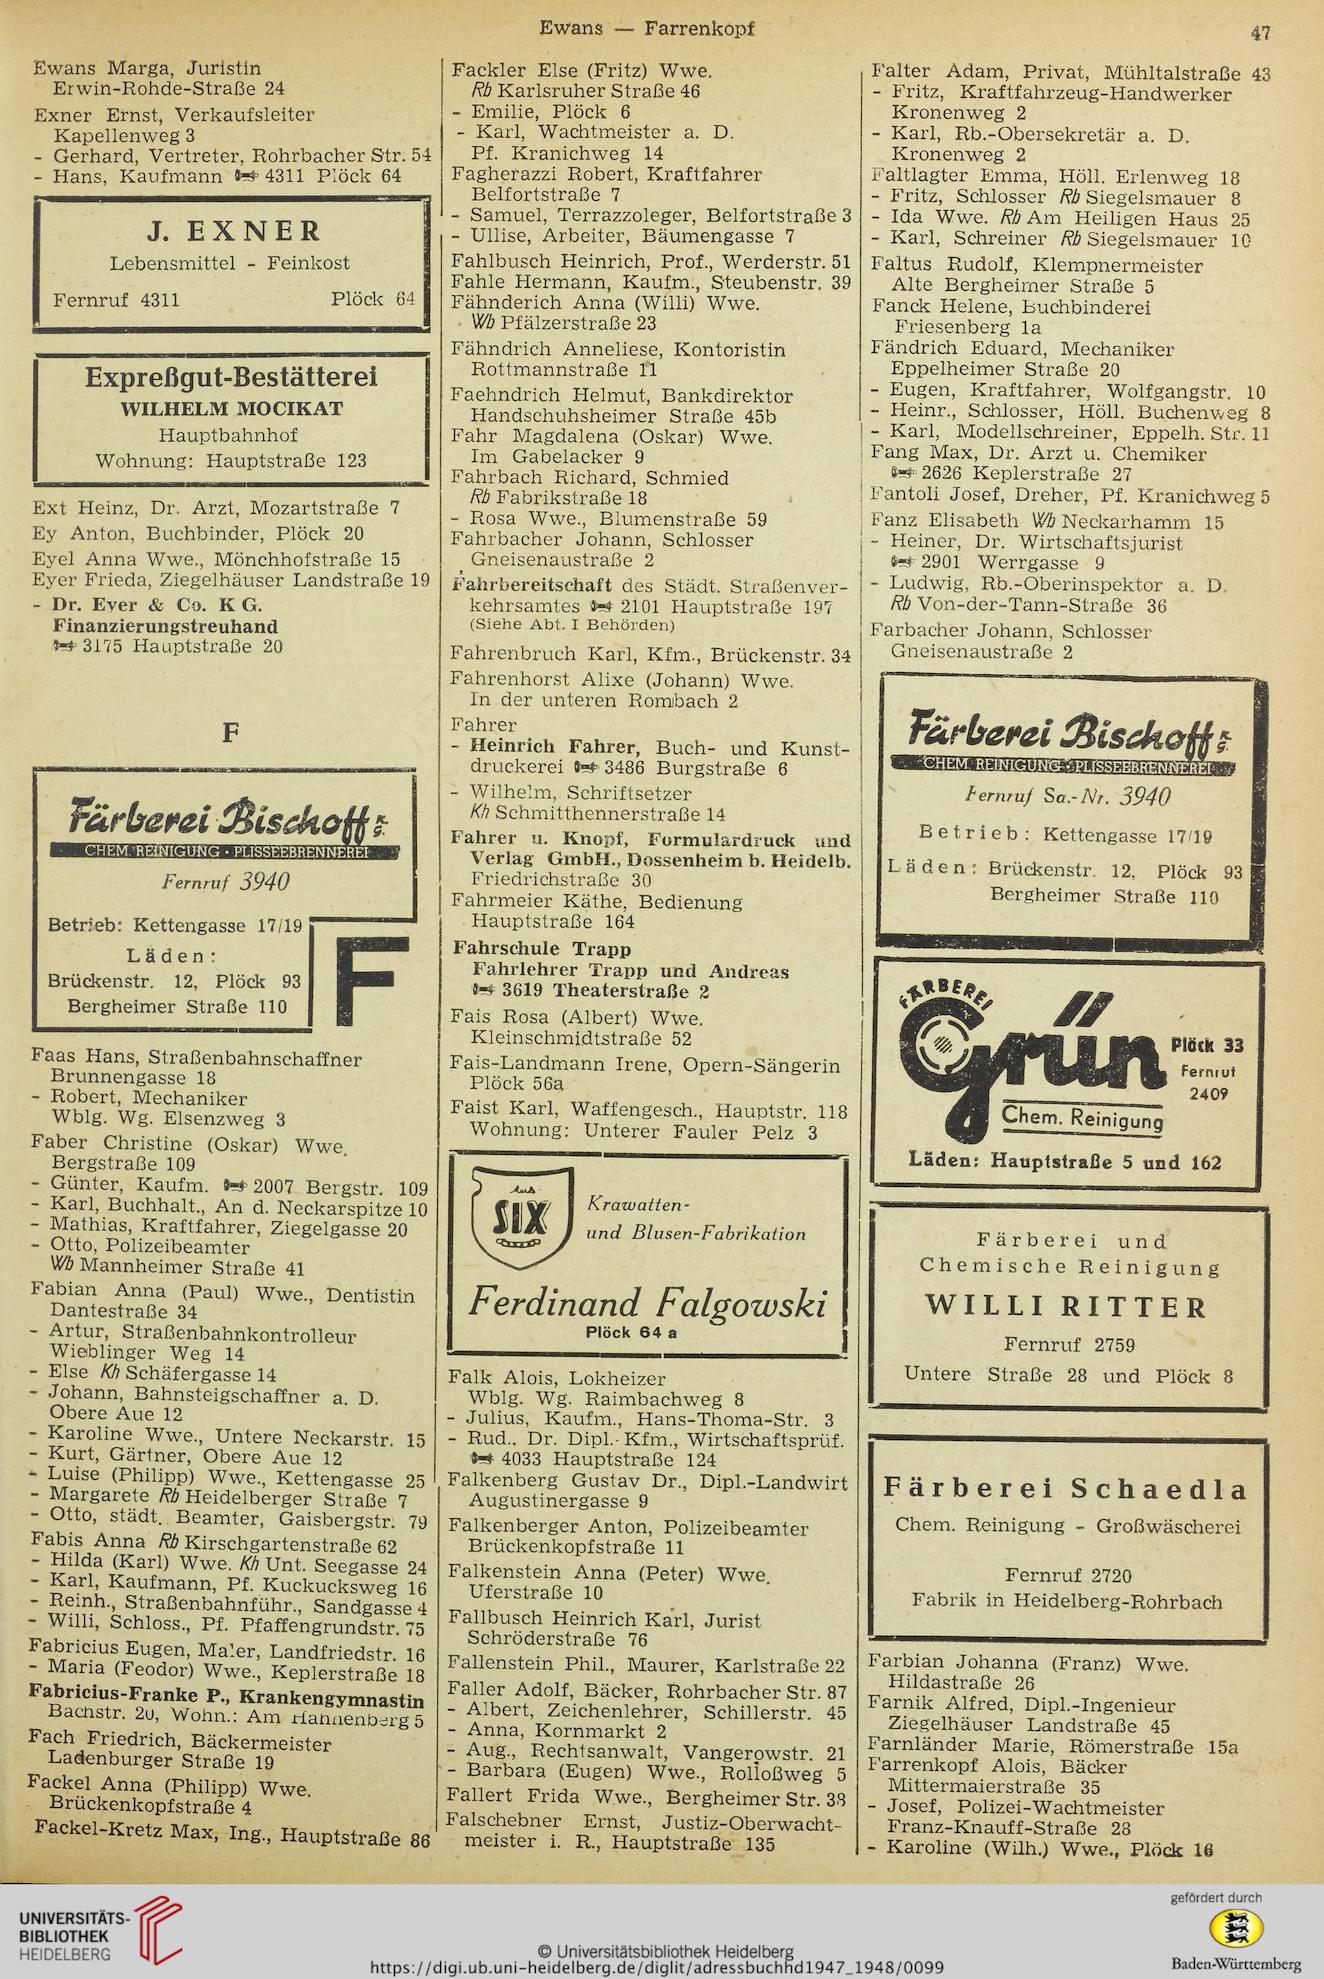 Ewans — Farrenkopf
47
Ewans Marga, Juristin
Erwin-Rohde-Straße 24
Exner Ernst, Verkaufsleiter
Kapellenweg 3
- Gerhard, Vertreter, Rohrbacher Str. 54
- Hans, Kaufmann 4311 Plöck 64
J. EXNER
Lebensmittel - Feinkost
Fernruf 4311 Plöck 64
Expreßgut-Bestätterei
WILHELM MOCIKAT
Hauptbahnhof
Wohnung: Hauptstraße 123
Ext Heinz, Dr. Arzt, Mozartstraße 7
Ey Anton, Buchbinder, Plöck 20
Eyel Anna Wwe., Mönchhofstraße 15
Eyer Frieda, Ziegelhäuser Landstraße 19
- Dr. Eyer & Co. K G.
Finanzierungstreuhand
3175 Hauptstraße 20
F
Färberei Bischoff K.G.
CHEM. REINIGUNG • PLISSEEBRENNEREI
Fernruf 3940
Betrieb: Kettengasse 17/19
Läden:
Brückenstr. 12, Plöck 93
Bergheimer Straße 110
F
Faas Hans, Straßenbahnschaffner
Brunnengasse 18
- Robert, Mechaniker
Wblg. Wg. Elsenzweg 3
Faber Christine (Oskar) Wwe.
Bergstraße 109
- Günter, Kaufm. 2007 Bergstr. 109
- Karl, Buchhalt., An d. Neckarspitze 10
- Mathias, Kraftfahrer, Ziegelgasse 20
- Otto, Polizeibeamter
Wb Mannheimer Straße 41
Fabian Anna (Paul) Wwe., Dentistin
Dantestraße 34
- Artur, Straßenbahnkontrolleur
Wieblinger Weg 14
- Else Kh Schäfergasse 14
- Johann, Bahnsteigschaffner a. D.
Obere Aue 12
- Karoline Wwe., Untere Neckarstr. 15
- Kurt, Gärtner, Obere Aue 12
- Luise (Philipp) Wwe., Kettengasse 25
- Margarete Rb Heidelberger Straße 7
- Otto, städt. Beamter, Gaisbergstr. 79
Fabis Anna Rb Kirschgartenstraße 62
- Hilda (Karl) Wwe. Kh Unt. Seegasse 24
- Karl, Kaufmann, Pf. Kuckucksweg 16
- Reinh., Straßenbahnführ., Sandgasse 4
- Willi, Schloss., Pf. Pfaffengrundstr. 75
Fabricius Eugen, Maler, Landfriedstr. 16
- Maria (Feodor) Wwe., Keplerstraße 18
Fabricius-Franke P., Krankengymnastin
Bachstr. 20, Wohn.: Am Hahnenberg 5
Fach Friedrich, Bäckermeister
Ladenburger Straße 19
Fackel Anna (Philipp) Wwe.
Brückenkopfstraße 4
Fackel-Kretz Max, Ing., Hauptstraße 86
Fackler Else (Fritz) Wwe.
Rb Karlsruher Straße 46
- Emilie, Plöck 6
- Karl, Wachtmeister a. D.
Pf. Kranichweg 14
Fagherazzi Robert, Kraftfahrer
Belfortstraße 7
- Samuel, Terrazzoleger, Belfortstraße 3
- Ullise, Arbeiter, Bäumengasse 7
Fahlbusch Heinrich, Prof., Werderstr. 51
Fahle Hermann, Kaufm., Steubenstr. 39
Fähnderich Anna (Willi) Wwe.
Wb Pfälzerstraße 23
Fähndrich Anneliese, Kontoristin
Rottmannstraße 11
Faehndrich Helmut, Bankdirektor
Handschuhsheimer Straße 45b
Fahr Magdalena (Oskar) Wwe.
Im Gabelacker 9
Fahrbach Richard, Schmied
Rb Fabrikstraße 18
- Rosa Wwe., Blumenstraße 59
Fahrbacher Johann, Schlosser
Gneisenaustraße 2
Fahrbereitschaft des Städt. Straßenver-
kehrsamtes 2101 Hauptstraße 197
(Siehe Abt. I Behörden)
Fahrenbruch Karl, Kfm., Brückenstr. 34
Fahrenhorst Alixe (Johann) Wwe.
In der unteren Rombach 2
Fahrer
- Heinrich Fahrer, Buch- und Kunst-
druckerei 3486 Burgstraße 6
- Wilhelm, Schriftsetzer
Kh Schmitthennerstraße 14
Fahrer u. Knopf, Formulardruck und
Verlag GmbH., Dossenheim b. Heidelb.
Friedrichstraße 30
Fahrmeier Käthe, Bedienung
Hauptstraße 164
Fahrschule Trapp
Fahrlehrer Trapp und Andreas
3619 Theaterstraße 2
Fais Rosa (Albert) Wwe.
Kleinschmidtstraße 52
Fais-Landmann Irene, Opern-Sängerin
Plöck 56a
Faist Karl, Waffengesch., Hauptstr. 118
Wohnung: Unterer Fauler Pelz 3
SIX
Krawatten-
und Blusen-Fabrikation
Ferdinand Falgowski
Plöck 64 a
Falk Alois, Lokheizer
Wblg. Wg. Raimbachweg 8
- Julius, Kaufm., Hans-Thoma-Str. 3
- Rud., Dr. Dipl.-Kfm., Wirtschaftsprüf.
4033 Hauptstraße 124
Falkenberg Gustav Dr., Dipl.-Landwirt
Augustinergasse 9
Falkenberger Anton, Polizeibeamter
Brückenkopfstraße 11
Falkenstein Anna (Peter) Wwe.
Uferstraße 10
Fallbusch Heinrich Karl, Jurist
Schröderstraße 76
Fallenstein Phil., Maurer, Karlstraße 22
Faller Adolf, Bäcker, Rohrbacher Str. 87
- Albert, Zeichenlehrer, Schillerstr. 45
- Anna, Kornmarkt 2
- Aug., Rechtsanwalt, Vangerowstr. 21
- Barbara (Eugen) Wwe., Rolloßweg 5
Fallert Frida Wwe., Bergheimer Str. 38
Falschebner Ernst, Justiz-Oberwacht-
meister i. R., Hauptstraße 135
Falter Adam, Privat, Mühltalstraße 43
- Fritz, Kraftfahrzeug-Handwerker
Kronenweg 2
- Karl, Rb.-Obersekretär a. D.
Kronenweg 2
Faltlagter Emma, Höll. Erlenweg 18
- Fritz, Schlosser Rb Siegelsmauer 8
- Ida Wwe. Rb Am Heiligen Haus 25
- Karl, Schreiner Rb Siegelsmauer 10
Faltus Rudolf, Klempnermeister
Alte Bergheimer Straße 5
Fanck Helene, Buchbinderei
Friesenberg 1a
Fändrich Eduard, Mechaniker
Eppelheimer Straße 20
- Eugen, Kraftfahrer, Wolfgangstr. 10
- Heinr., Schlosser, Höll. Buchenweg 8
- Karl, Modellschreiner, Eppelh. Str. 11
Fang Max, Dr. Arzt u. Chemiker
2626 Keplerstraße 27
Fantoli Josef, Dreher, Pf. Kranichweg 5
Fanz Elisabeth Wb Neckarhamm 15
- Heiner, Dr. Wirtschaftsjurist
2901 Werrgasse 9
- Ludwig, Rb.-Oberinspektor a. D.
Rb Von-der-Tann-Straße 36
Farbacher Johann, Schlosser
Gneisenaustraße 2
Färberei Bischoff K.G.
CHEM. REINIGUNG • PLISSEEBRENNEREI
Fernruf Sa.-Nr. 3940
Betrieb: Kettengasse 17/19
Läden: Brückenstr. 12, Plöck 93
Bergheimer Straße 110
FÄRBEREI
Grün
Plöck 33
Fernruf
2409
Chem. Reinigung
Läden: Hauptstraße 5 und 162
Färberei und
Chemische Reinigung
WILLI RITTER
Fernruf 2759
Untere Straße 28 und Plöck 8
Färberei Schaedla
Chem. Reinigung - Großwäscherei
Fernruf 2720
Fabrik in Heidelberg-Rohrbach
Farbian Johanna (Franz) Wwe.
Hildastraße 26
Farnik Alfred, Dipl.-Ingenieur
Ziegelhäuser Landstraße 45
Farnländer Marie, Römerstraße 15a
Farrenkopf Alois, Bäcker
Mittermaierstraße 35
- Josef, Polizei-Wachtmeister
Franz-Knauff-Straße 28
- Karoline (Wilh.) Wwe., Plöck 16
UNIVERSITÄTS-
BIBLIOTHEK
HEIDELBERG
© Universitätsbibliothek Heidelberg
https://digi.ub.uni-heidelberg.de/diglit/adressbuchhd1947_1948/0099
gefördert durch
Baden-Württemberg